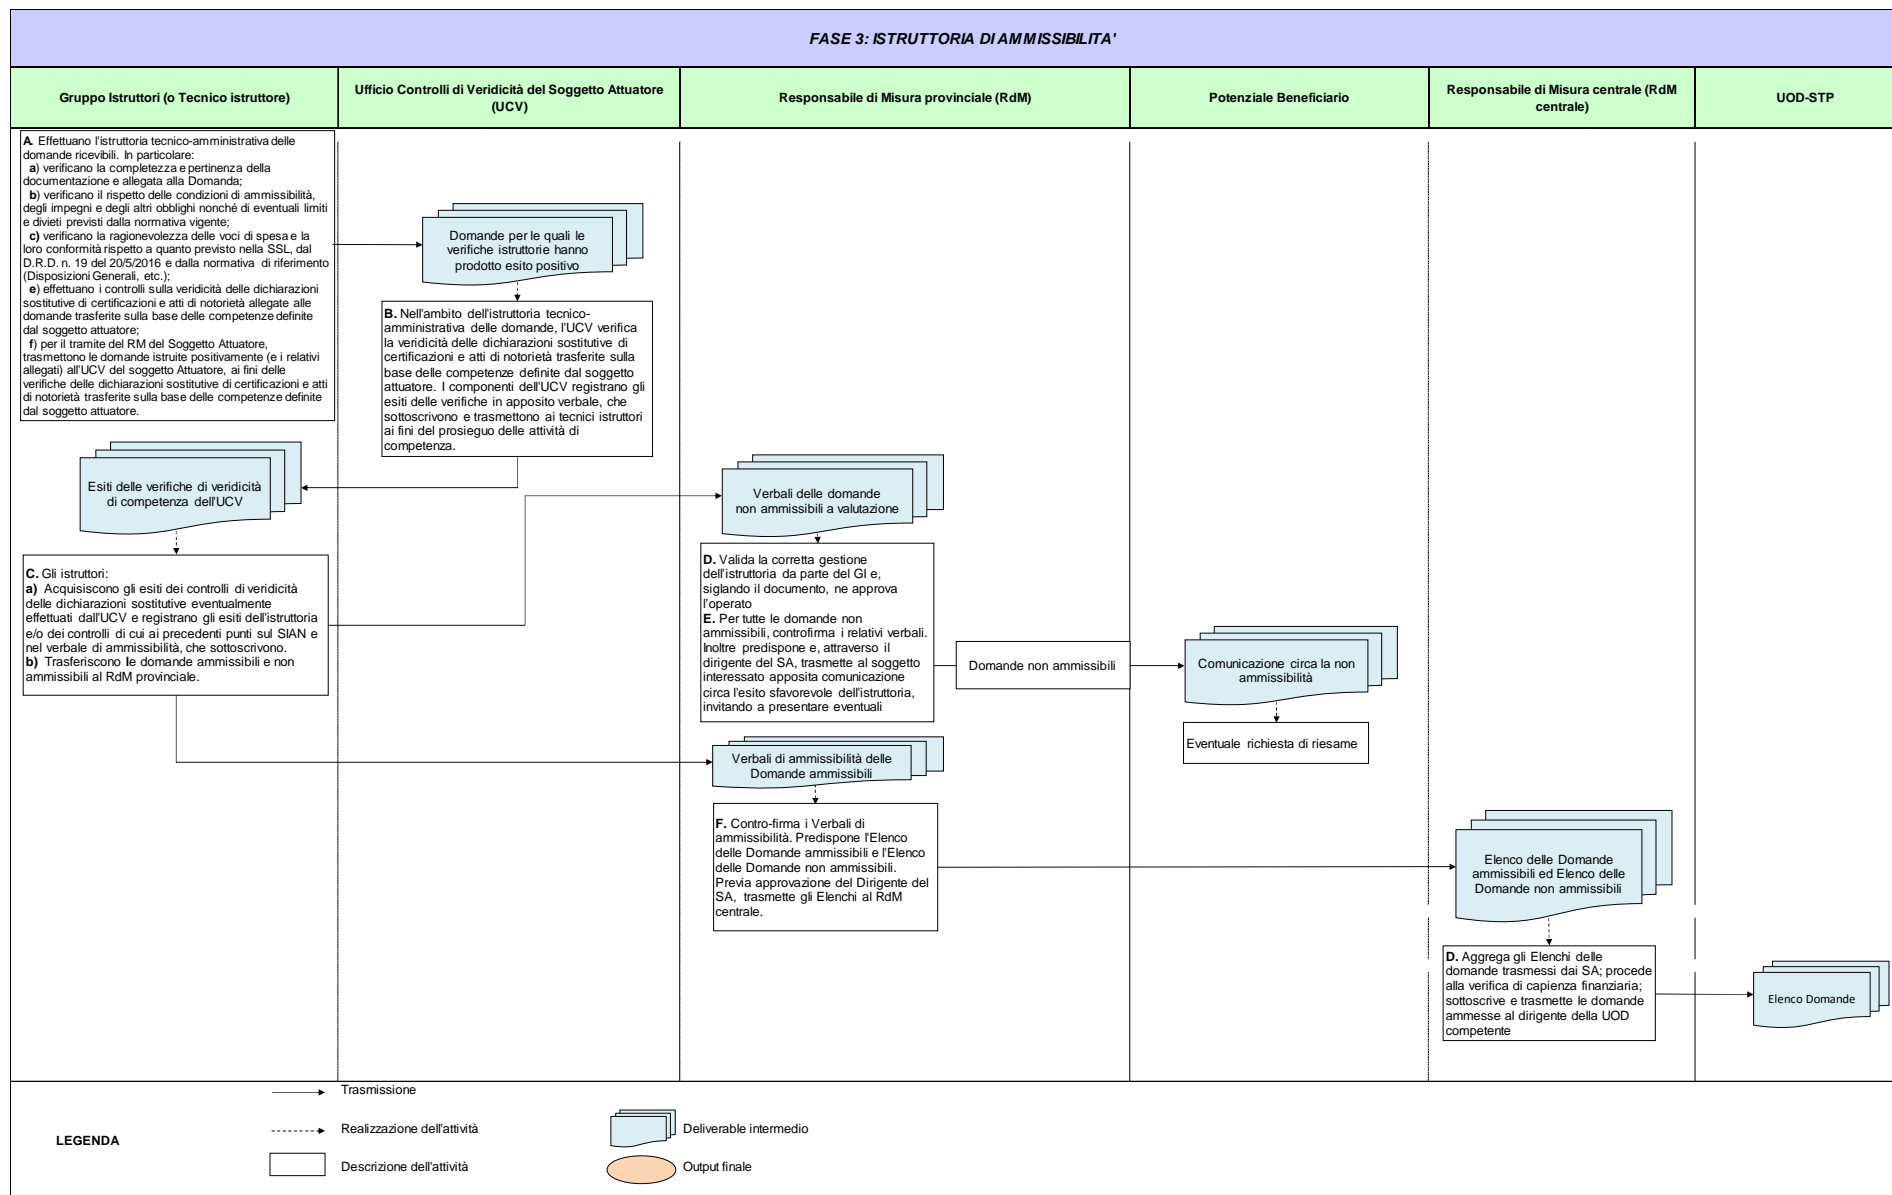 FASE 3: ISTRUTTORIA DI AMMISSIBILITA'
Gruppo Istruttori (o Tecnico istruttore)
Ufficio Controlli di Veridicità del Soggetto Attuatore
(UCV)
Responsabile di Misura provinciale (RdM)
Potenziale Beneficiario
Responsabile di Misura centrale (RdM
centrale)
UOD-STP
A. Effettuano l'istruttoria tecnico-amministrativa delle
domande ricevibili. In particolare:
a) verificano la completezza e pertinenza della
documentazione e allegata alla Domanda;
b) verificano il rispetto delle condizioni di ammissibilità,
degli impegni e degli altri obblighi nonché di eventuali limiti
e divieti previsti dalla normativa vigente;
c) verificano la ragionevolezza delle voci di spesa e la
loro conformità rispetto a quanto previsto nella SSL, dal
D.R.D. n. 19 del 20/5/2016 e dalla normativa di riferimento
(Disposizioni Generali, etc.);
e) effettuano i controlli sulla veridicità delle dichiarazioni
sostitutive di certificazioni e atti di notorietà allegate alle
domande trasferite sulla base delle competenze definite
dal soggetto attuatore;
f) per il tramite del RM del Soggetto Attuatore,
trasmettono le domande istruite positivamente (e i relativi
allegati) all'UCV del soggetto Attuatore, ai fini delle
verifiche delle dichiarazioni sostitutive di certificazioni e atti
di notorietà trasferite sulla base delle competenze definite
dal soggetto attuatore.
Domande per le quali le
verifiche istruttorie hanno
prodotto esito positivo
B. Nell'ambito dell'istruttoria tecnico-
amministrativa delle domande, l'UCV verifica
la veridicità delle dichiarazioni sostitutive di
certificazioni e atti di notorietà trasferite sulla
base delle competenze definite dal soggetto
attuatore. I componenti dell'UCV registrano gli
esiti delle verifiche in apposito verbale, che
sottoscrivono e trasmettono ai tecnici istruttori
ai fini del prosieguo delle attività di
competenza.
Esiti delle verifiche di veridicità
di competenza dell'UCV
C. Gli istruttori:
a) Acquisiscono gli esiti dei controlli di veridicità
delle dichiarazioni sostitutive eventualmente
effettuati dall'UCV e registrano gli esiti dell'istruttoria
e/o dei controlli di cui ai precedenti punti sul SIAN e
nel verbale di ammissibilità, che sottoscrivono.
b) Trasferiscono le domande ammissibili e non
ammissibili al RdM provinciale.
Verbali delle domande
non ammissibili a valutazione
D. Valida la corretta gestione
dell'istruttoria da parte del GI e,
siglando il documento, ne approva
l'operato
E. Per tutte le domande non
ammissibili, controfirma i relativi verbali.
Inoltre predispone e, attraverso il
dirigente del SA, trasmette al soggetto
interessato apposita comunicazione
circa l'esito sfavorevole dell'istruttoria,
invitando a presentare eventuali
Domande non ammissibili
Comunicazione circa la non
ammissibilità
Eventuale richiesta di riesame
Verbali di ammissibilità delle
Domande ammissibili
F. Contro-firma i Verbali di
ammissibilità. Predispone l'Elenco
delle Domande ammissibili e l'Elenco
delle Domande non ammissibili.
Previa approvazione del Dirigente del
SA, trasmette gli Elenchi al RdM
centrale.
Elenco delle Domande
ammissibili ed Elenco delle
Domande non ammissibili
D. Aggrega gli Elenchi delle
domande trasmessi dai SA; procede
alla verifica di capienza finanziaria;
sottoscrive e trasmette le domande
ammesse al dirigente della UOD
competente
Elenco Domande
LEGENDA
Trasmissione
Realizzazione dell'attività
Descrizione dell'attività
Deliverable intermedio
Output finale